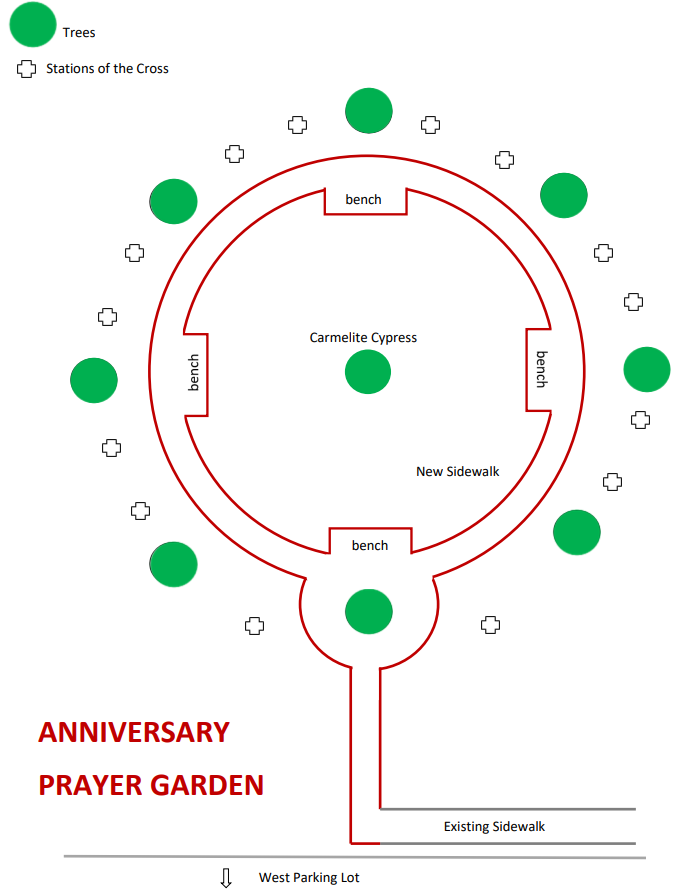 Trees
Stations of the Cross
bench
Carmelite Cypress
bench
bench
New Sidewalk
bench
ANNIVERSARY
PRAYER GARDEN
Existing Sidewalk
West Parking Lot